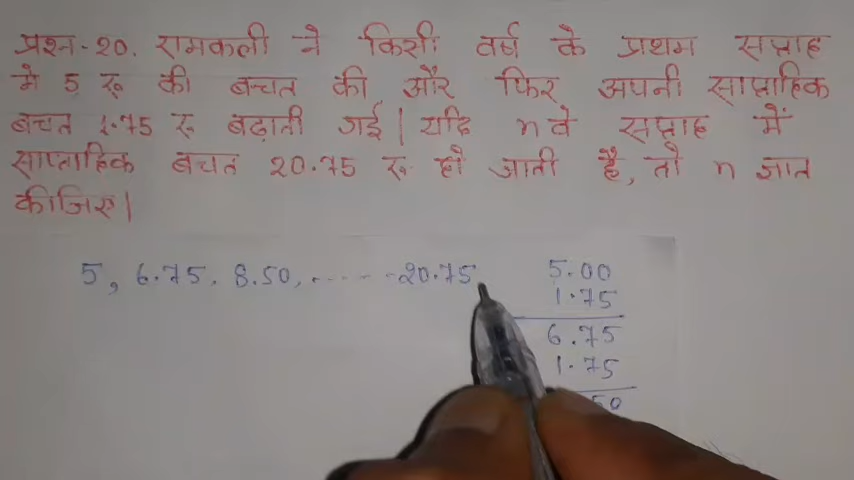 प्रश्न-20. रामकली ने किसी वर्ष के प्रथम सप्ताह
मे 5 रू की बचत की और फिर अपनी साप्ताहिक
बचत 1.75 रू बढ़ाती गई| यदि n वे सप्ताह में
साप्ताहिक बचत 20.75 रू हो जाती है, तो n ज्ञात
कीजिए|
5, 6.75, 8.50, ------20.75
5.00
1.75
6.75
1.75
50